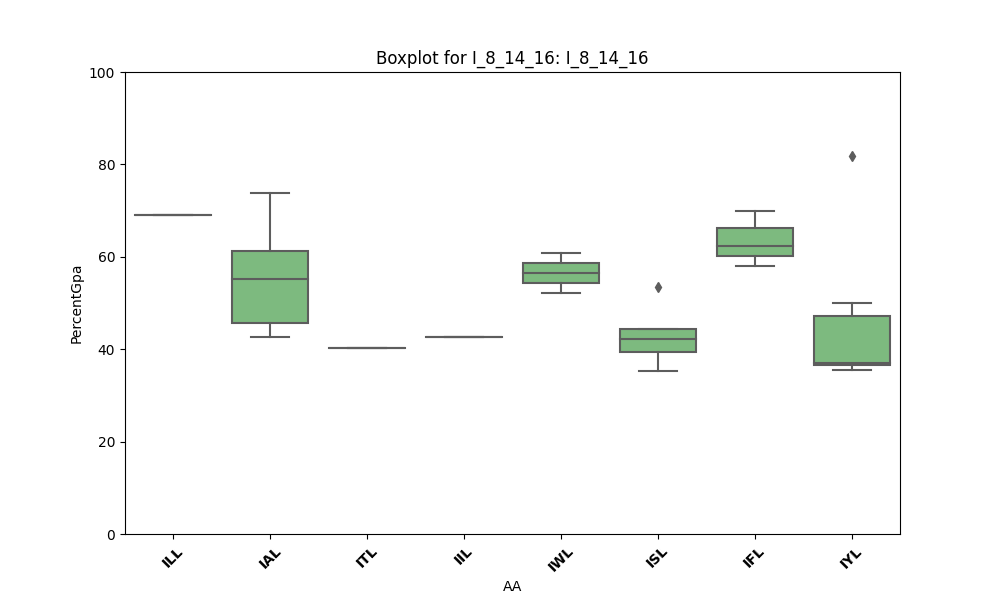 Boxplot for I_8_14_16: I_8_14_16
PercentGpa
100
80
60
40
20
0
ILL
IAL
ITL
IIL
IWL
ISL
IFL
IYL
AA